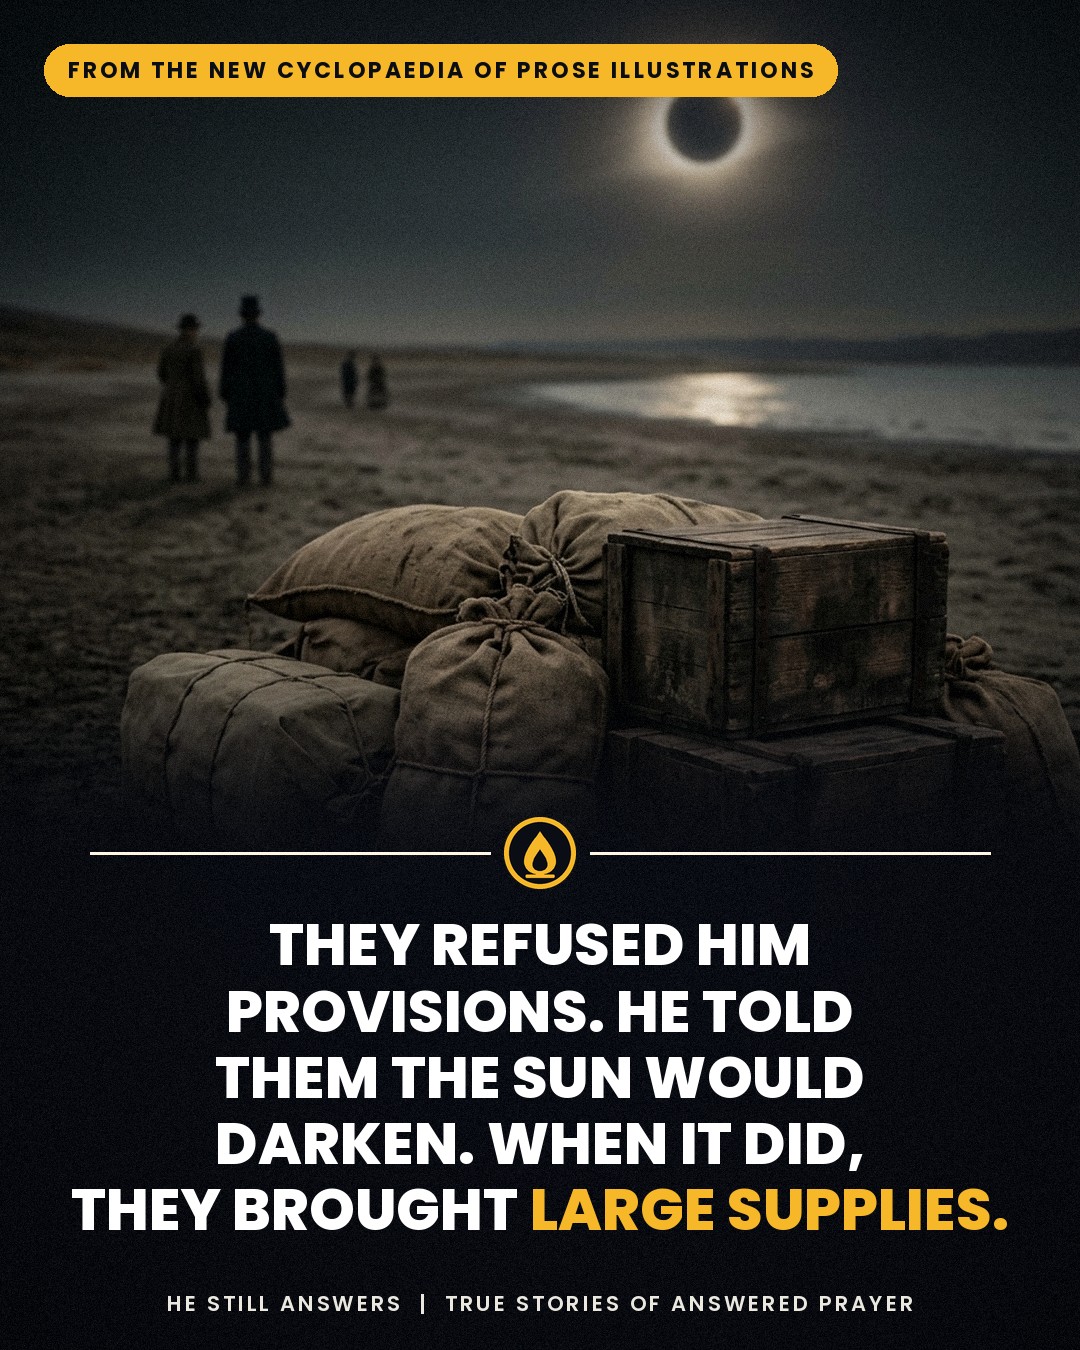 FROM THE NEW CYCLOPAEDIA OF PROSE ILLUSTRATIONS
THEY REFUSED HIM
PROVISIONS. HE TOLD
THEM THE SUN WOULD
DARKEN. WHEN IT DID,
THEY BROUGHT LARGE SUPPLIES.
HE STILL ANSWERS | TRUE STORIES OF ANSWERED PRAYER